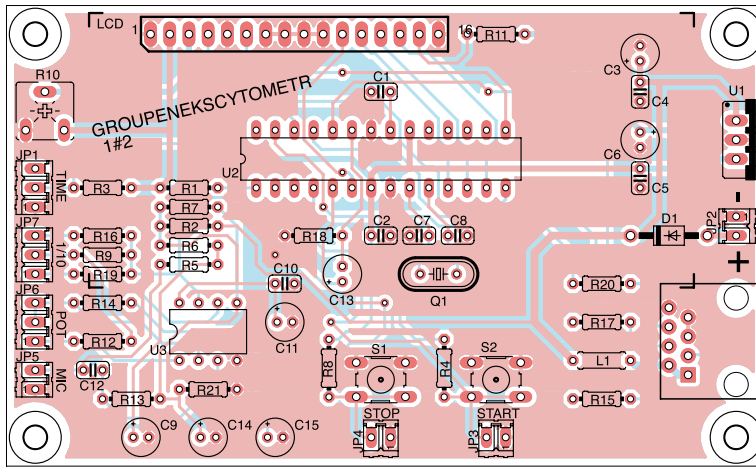 LCD 1 16 R11
C1 C3 C4 U1
R10
GROUPENEKSCYTOMETR
1#2
JP1 TIME R3 R1 U2 C6 C5
R7
JP7 1/10 R16 R2 R18 C2 C7 C8 D1 JP2 - +
R9 R6
R19 R5
C10 C13 Q1 R20
JP6 POT R14
C11 R17
R12 U3
S1 S2
JP5 MIC C12 R8 R4 L1
R13 R21 R15
STOP START
C9 C14 C15 JP4 JP3